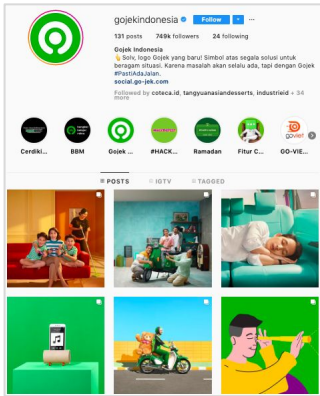 gojekindonesia Follow
131 posts 749k followers 24 following
Gojek Indonesia
👆 Solv, logo Gojek yang baru! Simbol atas segala solusi untuk
beragam situasi. Karena masalah akan selalu ada, tapi dengan Gojek
#PastiAdaJalan.
social.go-jek.com
Followed by coteca.id, tangyuanasiandesserts, industrieid + 34
more
Cerdiki... BBM Gojek ... #HACK... Ramadan Fitur C... GO-VIE...
goviet
POSTS IGTV TAGGED